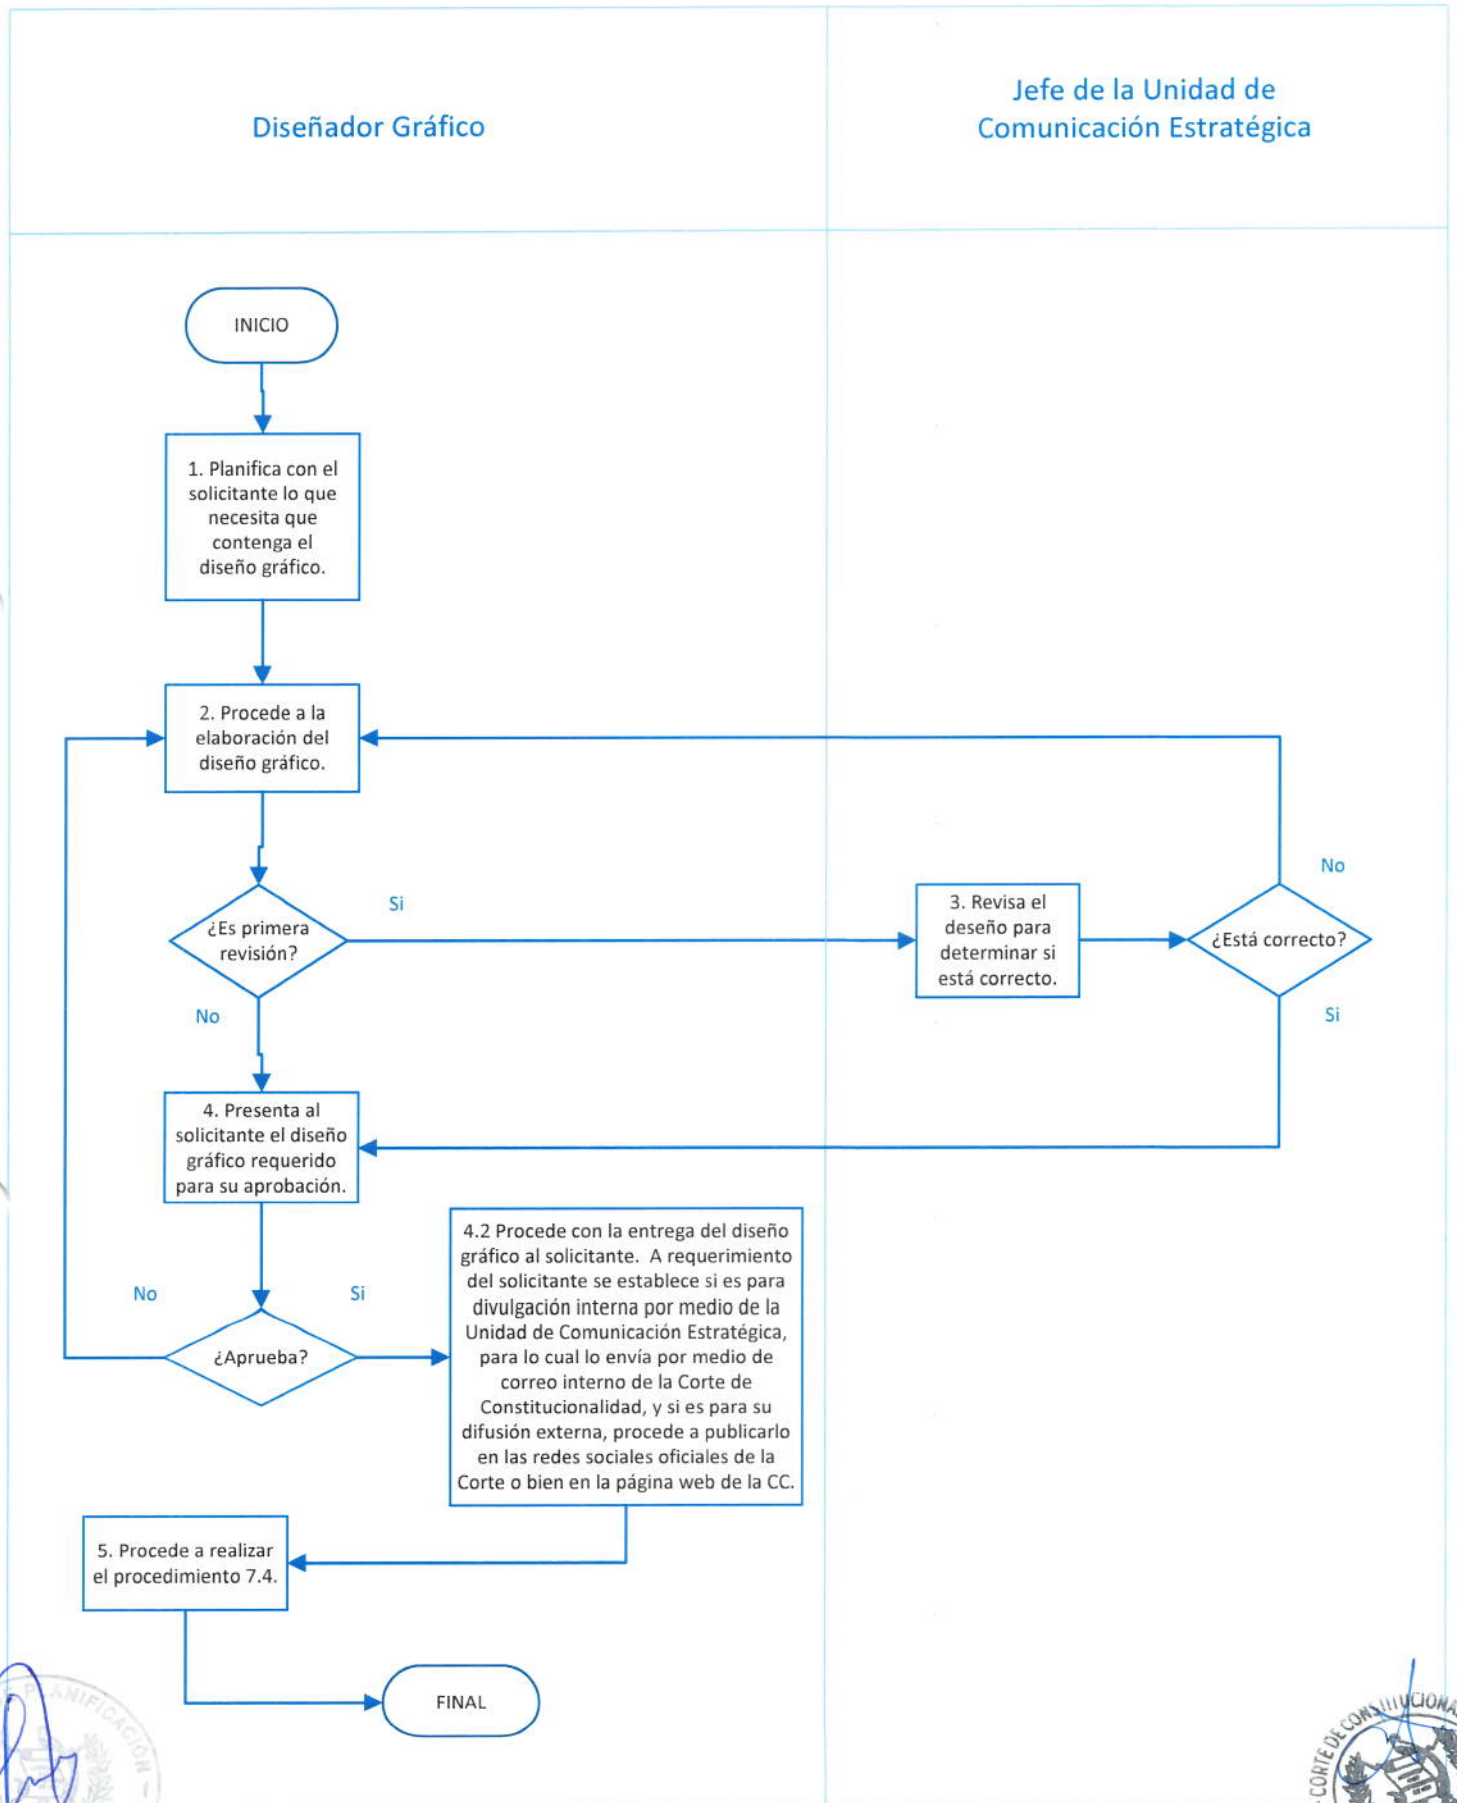 Diseñador Gráfico
Jefe de la Unidad de
Comunicación Estratégica
INICIO
1. Planifica con el
solicitante lo que
necesita que
contenga el
diseño gráfico.
2. Procede a la
elaboración del
diseño gráfico.
¿Es primera
revisión?
Si
No
3. Revisa el
deseño para
determinar si
está correcto.
¿Está correcto?
No
Si
4. Presenta al
solicitante el diseño
gráfico requerido
para su aprobación.
¿Aprueba?
No
Si
4.2 Procede con la entrega del diseño
gráfico al solicitante. A requerimiento
del solicitante se establece si es para
divulgación interna por medio de la
Unidad de Comunicación Estratégica,
para lo cual lo envía por medio de
correo interno de la Corte de
Constitucionalidad, y si es para su
difusión externa, procede a publicarlo
en las redes sociales oficiales de la
Corte o bien en la página web de la CC.
5. Procede a realizar
el procedimiento 7.4.
FINAL
PLANIFICACIÓN
CORTE DE